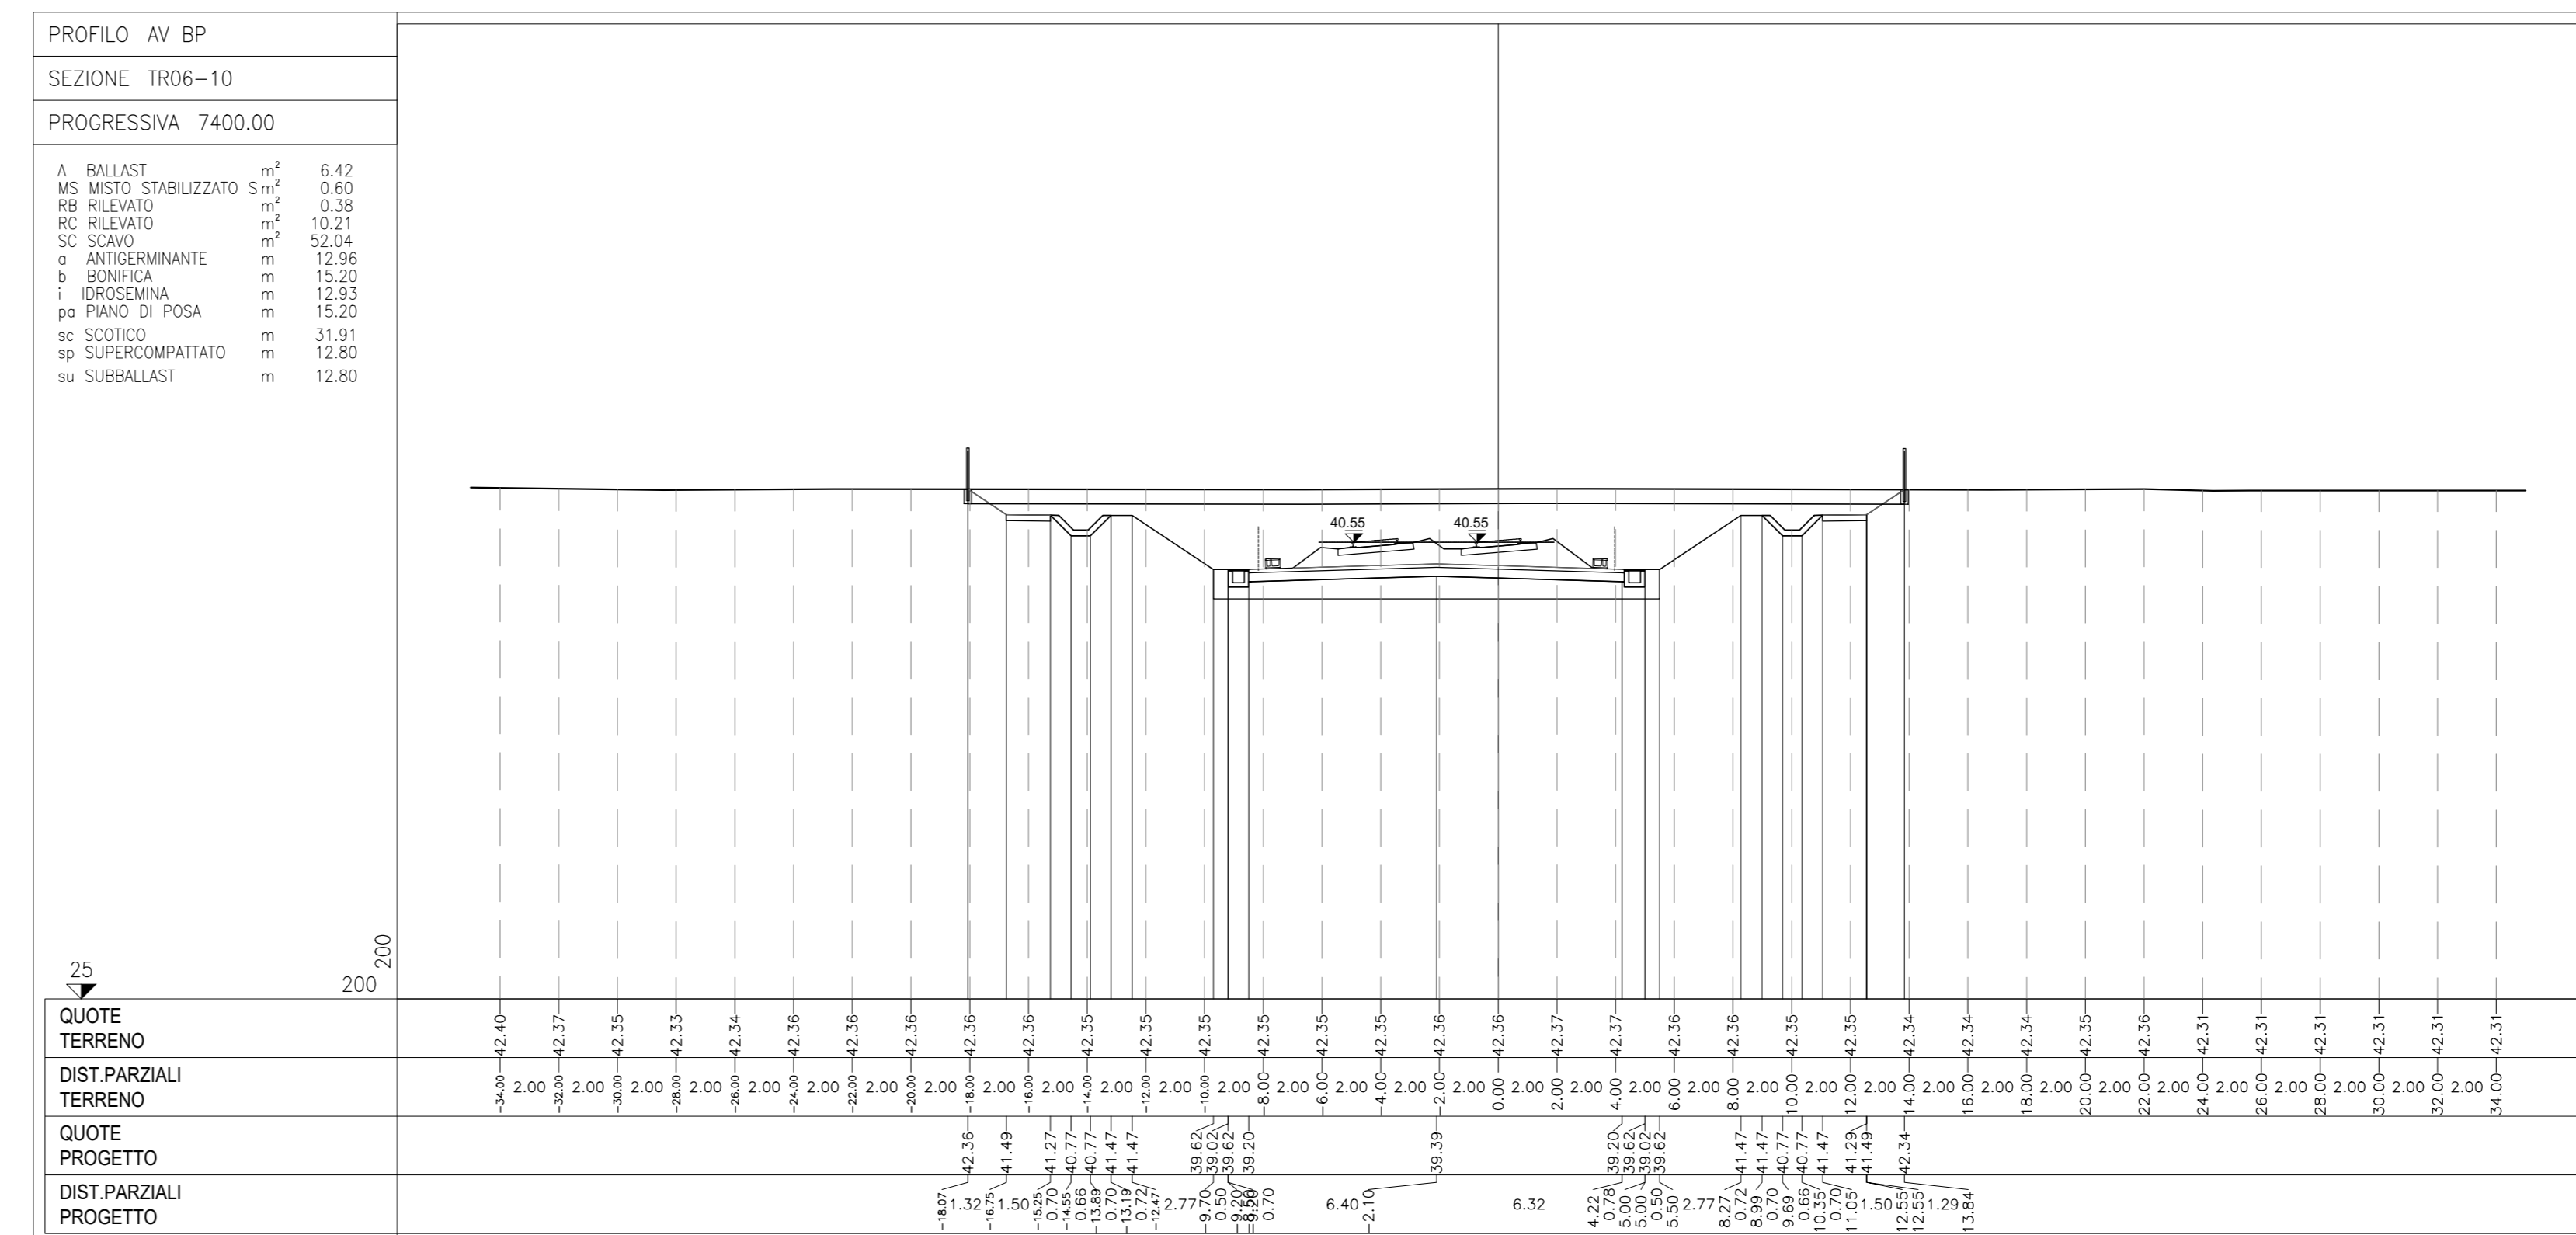 PROFILO AV BP
SEZIONE TR06-10
PROGRESSIVA 7400.00
A BALLAST m² 6.42
MS MISTO STABILIZZATO S m² 0.60
RB RILEVATO m² 0.38
RC RILEVATO m² 10.21
SC SCAVO m² 52.04
a ANTIGERMINANTE m 12.96
b BONIFICA m 15.20
i IDROSEMINA m 12.93
pa PIANO DI POSA m 15.20
sc SCOTICO m 31.91
sp SUPERCOMPATTATO m 12.80
su SUBBALLAST m 12.80
40.55 40.55
25 200 200
QUOTE TERRENO
42.40 42.37 42.35 42.33 42.34 42.36 42.36 42.36 42.36 42.36 42.35 42.35 42.35 42.35 42.35 42.35 42.36 42.36 42.37 42.37 42.36 42.36 42.35 42.35 42.34 42.34 42.34 42.35 42.36 42.31 42.31 42.31 42.31 42.31 42.31
DIST.PARZIALI TERRENO
-34.00 2.00 -32.00 2.00 -30.00 2.00 -28.00 2.00 -26.00 2.00 -24.00 2.00 -22.00 2.00 -20.00 2.00 -18.00 2.00 -16.00 2.00 -14.00 2.00 -12.00 2.00 -10.00 2.00 -8.00 2.00 -6.00 2.00 -4.00 2.00 -2.00 2.00 0.00 2.00 2.00 2.00 4.00 2.00 6.00 2.00 8.00 2.00 10.00 2.00 12.00 2.00 14.00 2.00 16.00 2.00 18.00 2.00 20.00 2.00 22.00 2.00 24.00 2.00 26.00 2.00 28.00 2.00 30.00 2.00 32.00 2.00 34.00
QUOTE PROGETTO
42.36 41.49 41.27 40.77 40.77 41.47 41.47 39.62 39.02 39.62 39.20 39.39 39.20 39.62 39.02 39.62 41.47 41.47 40.77 40.77 41.47 41.29 41.49 42.34
DIST.PARZIALI PROGETTO
-18.07 1.32 -16.75 1.50 -15.25 0.70 -14.55 0.66 -13.89 0.70 -13.19 0.72 -12.47 2.77 -9.70 0.50 -9.20 -9.20 0.70 6.40 -2.10 6.32 4.22 0.78 5.00 5.00 0.50 5.50 2.77 8.27 0.72 8.99 0.70 9.69 0.66 10.35 0.70 11.05 1.50 12.55 12.55 1.29 13.84